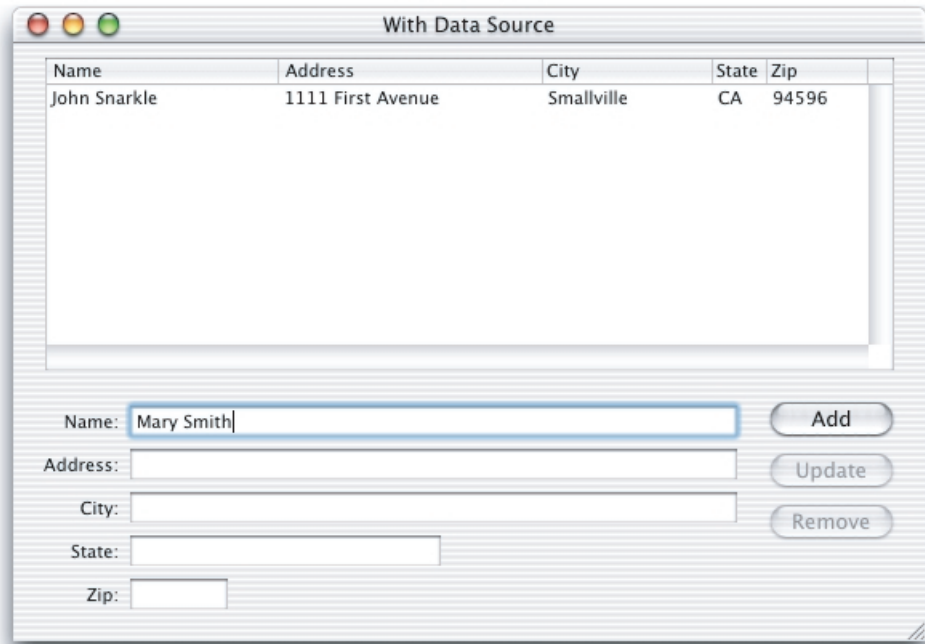 With Data Source
Name Address City State Zip
John Snarkle 1111 First Avenue Smallville CA 94596
Name: Mary Smith Add
Address: Update
City:
Remove
State:
Zip: